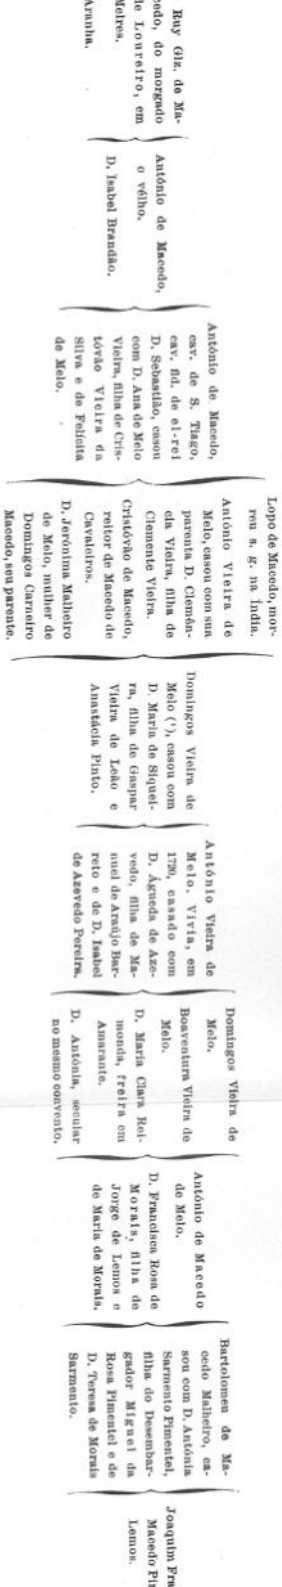 Ruy Glz. de Ma-
cedo, do morgado
de Loureiro, em
Melres.
Aranha.
António de Macedo,
o vélho.
D. Isabel Brandão.
António de Macedo,
cav. de S. Tiago,
cav. fid. de el-rei
D. Sebastião, casou
com D. Ana de Melo
Vieira, filha de Cris-
tóvão Vieira da
Silva e de Felícita
de Melo.
Lopo de Macedo, mor-
reu s. g. na Índia.
António Vieira de
Melo, casou com sua
parenta D. Clemên-
cia Vieira, filha de
Clemente Vieira.
Cristóvão de Macedo,
reitor de Macedo de
Cavaleiros.
D. Jerónima Malheiro
de Melo, mulher de
Domingos Carneiro
Macedo, seu parente.
Domingos Vieira de
Melo (¹), casou com
D. Maria de Siquei-
ra, filha de Gaspar
Vieira de Leão e
Anastácia Pinto.
António Vieira de
Melo. Vivia, em
1720, casado com
D. Águeda de Aze-
vedo, filha de Ma-
nuel de Araújo Bar-
reto e de D. Isabel
de Azevedo Pereira.
Domingos Vieira de
Melo.
Boaventura Vieira de
Melo.
D. Maria Clara Rei-
monda, freira em
Amarante.
D. Antónia, secular
no mesmo convento.
António de Macedo
de Melo.
D. Francisca Rosa de
Morais, filha de
Jorge de Lemos e
de Maria de Morais.
Bartolomeu de Ma-
cedo Malheiro, ca-
sou com D. Antónia
Sarmento Pimentel,
filha do Desembar-
gador Miguel da
Rosa Pimentel e de
D. Teresa de Morais
Sarmento.
Joaquim Fra
Macedo Pi
Lemos.